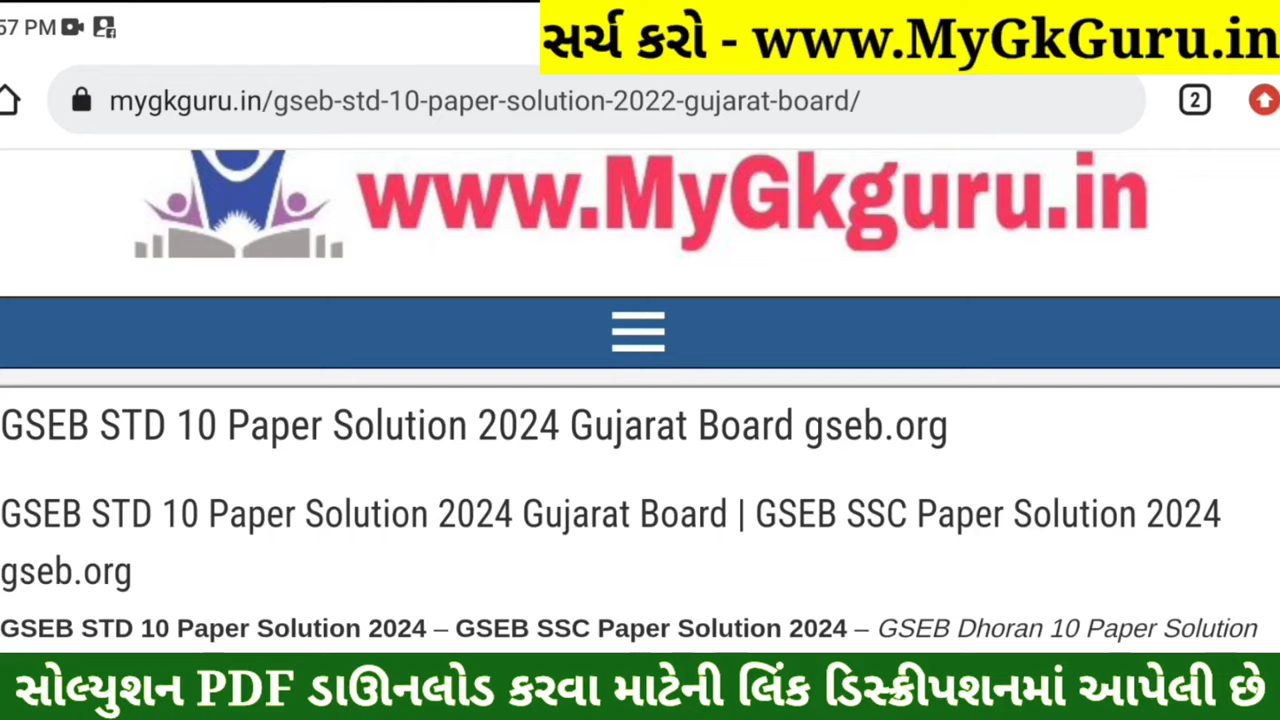 57 PM
સર્ચ કરો - www.MyGkGuru.in
mygkguru.in/gseb-std-10-paper-solution-2022-gujarat-board/
2
www.MyGkguru.in
GSEB STD 10 Paper Solution 2024 Gujarat Board gseb.org
GSEB STD 10 Paper Solution 2024 Gujarat Board | GSEB SSC Paper Solution 2024
gseb.org
GSEB STD 10 Paper Solution 2024 – GSEB SSC Paper Solution 2024 – GSEB Dhoran 10 Paper Solution
સોલ્યુશન PDF ડાઊનલોડ કરવા માટેની લિંક ડિસ્ક્રીપશનમાં આપેલી છે